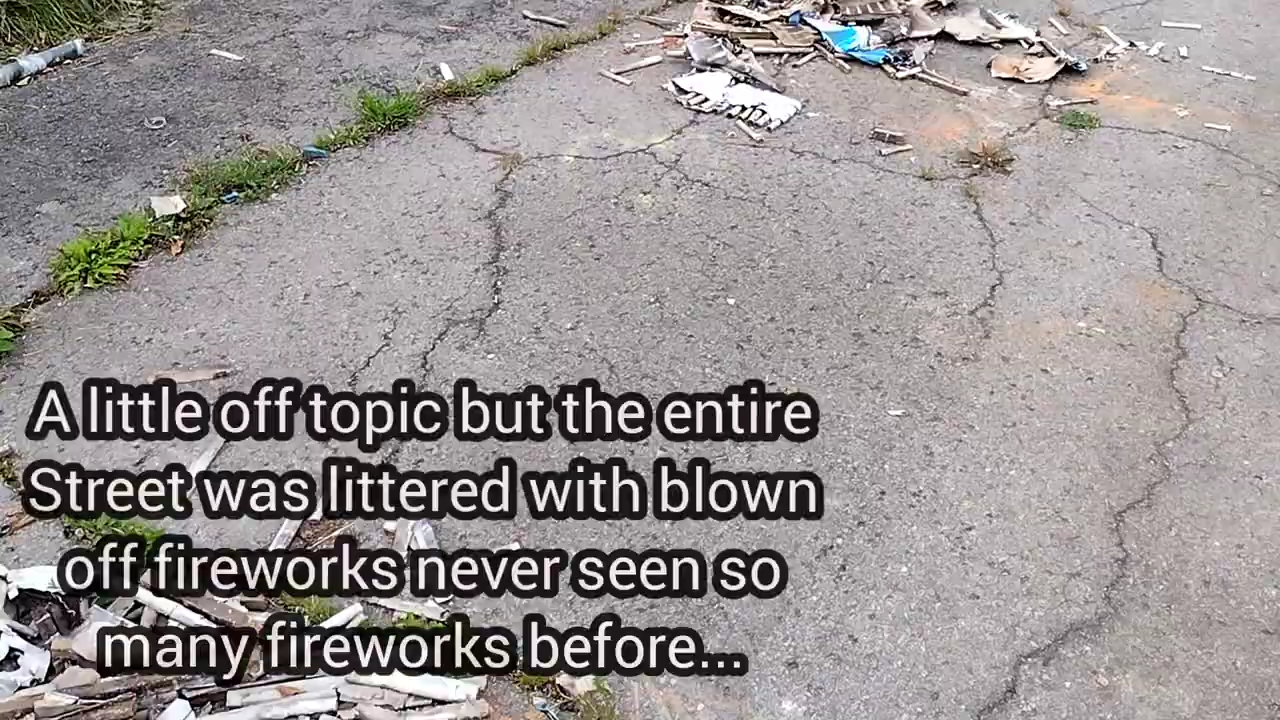 A little off topic but the entire
Street was littered with blown
off fireworks never seen so
many fireworks before...